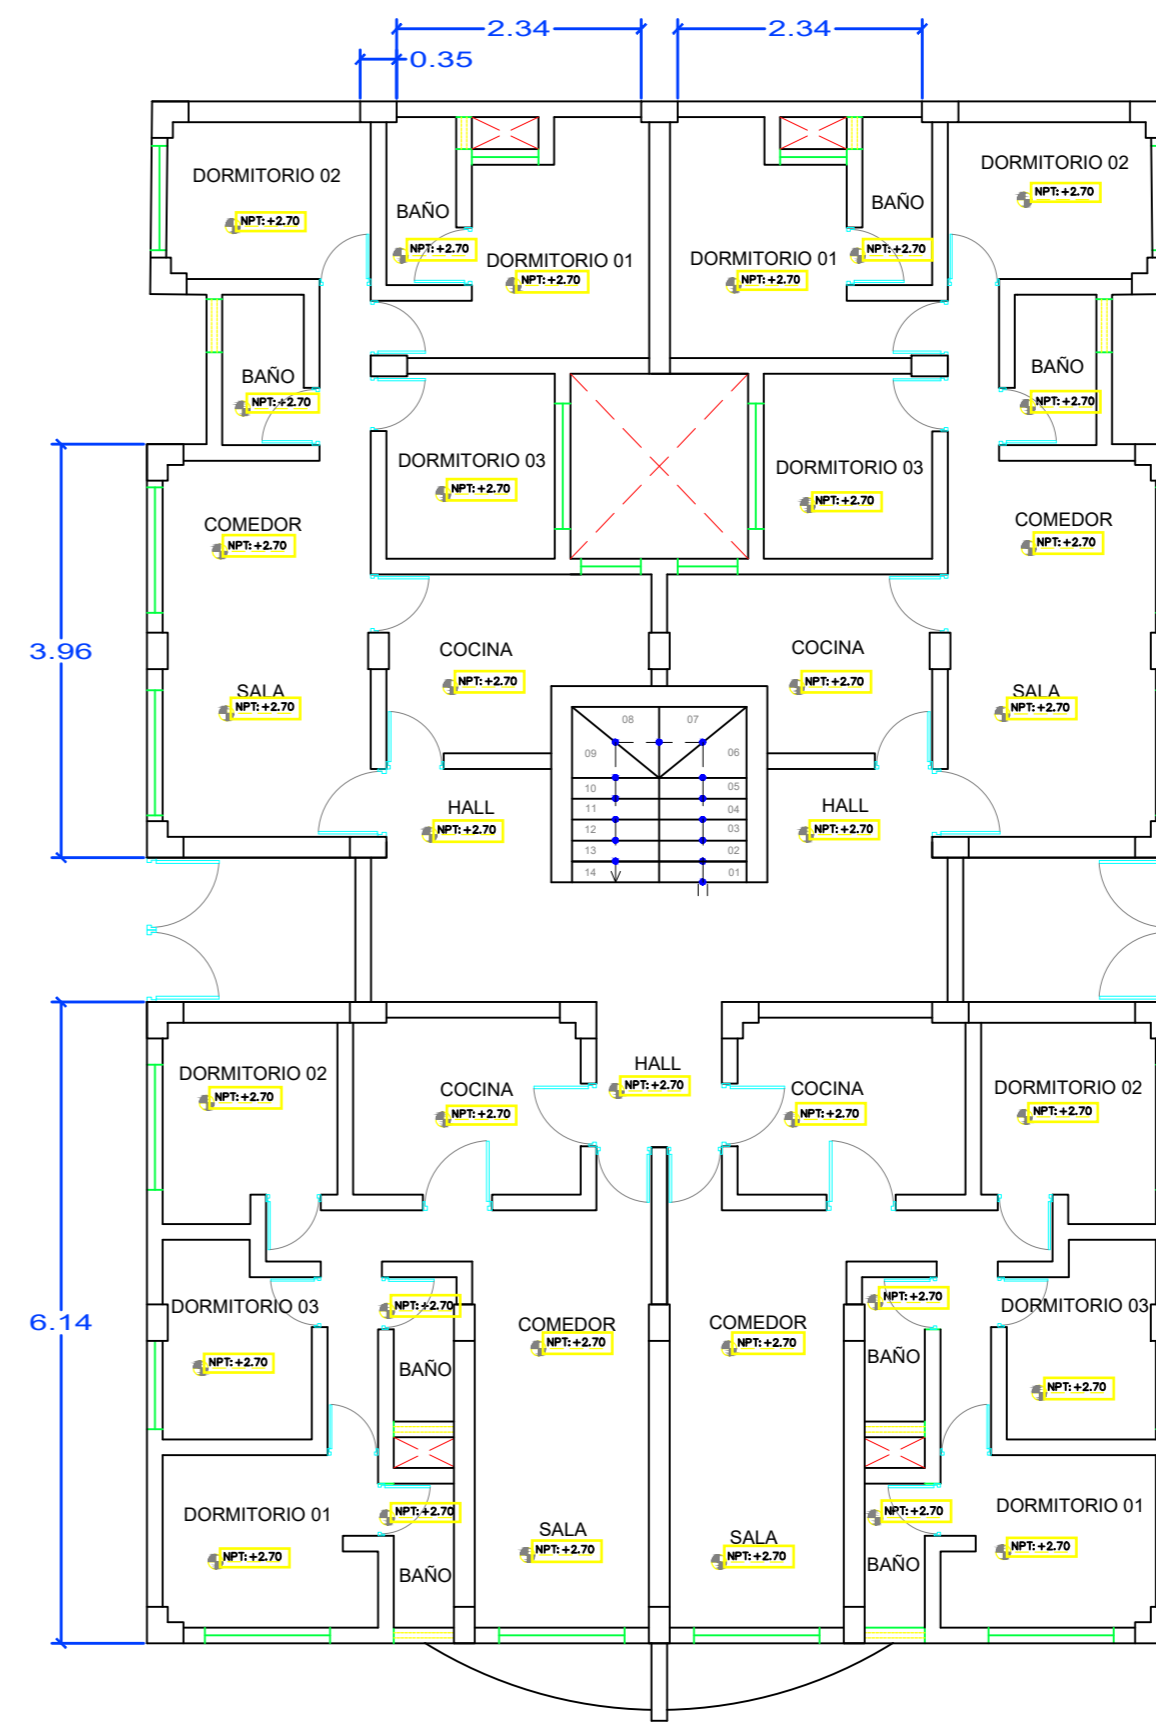 2.34
2.34
0.35
DORMITORIO 02
NPT: +2.70
BAÑO
NPT: +2.70
DORMITORIO 01
NPT: +2.70
DORMITORIO 01
NPT: +2.70
BAÑO
NPT: +2.70
DORMITORIO 02
NPT: +2.70
BAÑO
NPT: +2.70
BAÑO
NPT: +2.70
DORMITORIO 03
NPT: +2.70
DORMITORIO 03
NPT: +2.70
COMEDOR
NPT: +2.70
COMEDOR
NPT: +2.70
3.96
COCINA
NPT: +2.70
COCINA
NPT: +2.70
SALA
NPT: +2.70
SALA
NPT: +2.70
08
07
09
06
10
05
11
04
12
03
13
02
14
01
HALL
NPT: +2.70
HALL
NPT: +2.70
HALL
NPT: +2.70
DORMITORIO 02
NPT: +2.70
COCINA
NPT: +2.70
COCINA
NPT: +2.70
DORMITORIO 02
NPT: +2.70
6.14
DORMITORIO 03
NPT: +2.70
NPT: +2.70
BAÑO
COMEDOR
NPT: +2.70
COMEDOR
NPT: +2.70
NPT: +2.70
BAÑO
DORMITORIO 03
NPT: +2.70
DORMITORIO 01
NPT: +2.70
NPT: +2.70
BAÑO
SALA
NPT: +2.70
SALA
NPT: +2.70
NPT: +2.70
BAÑO
DORMITORIO 01
NPT: +2.70